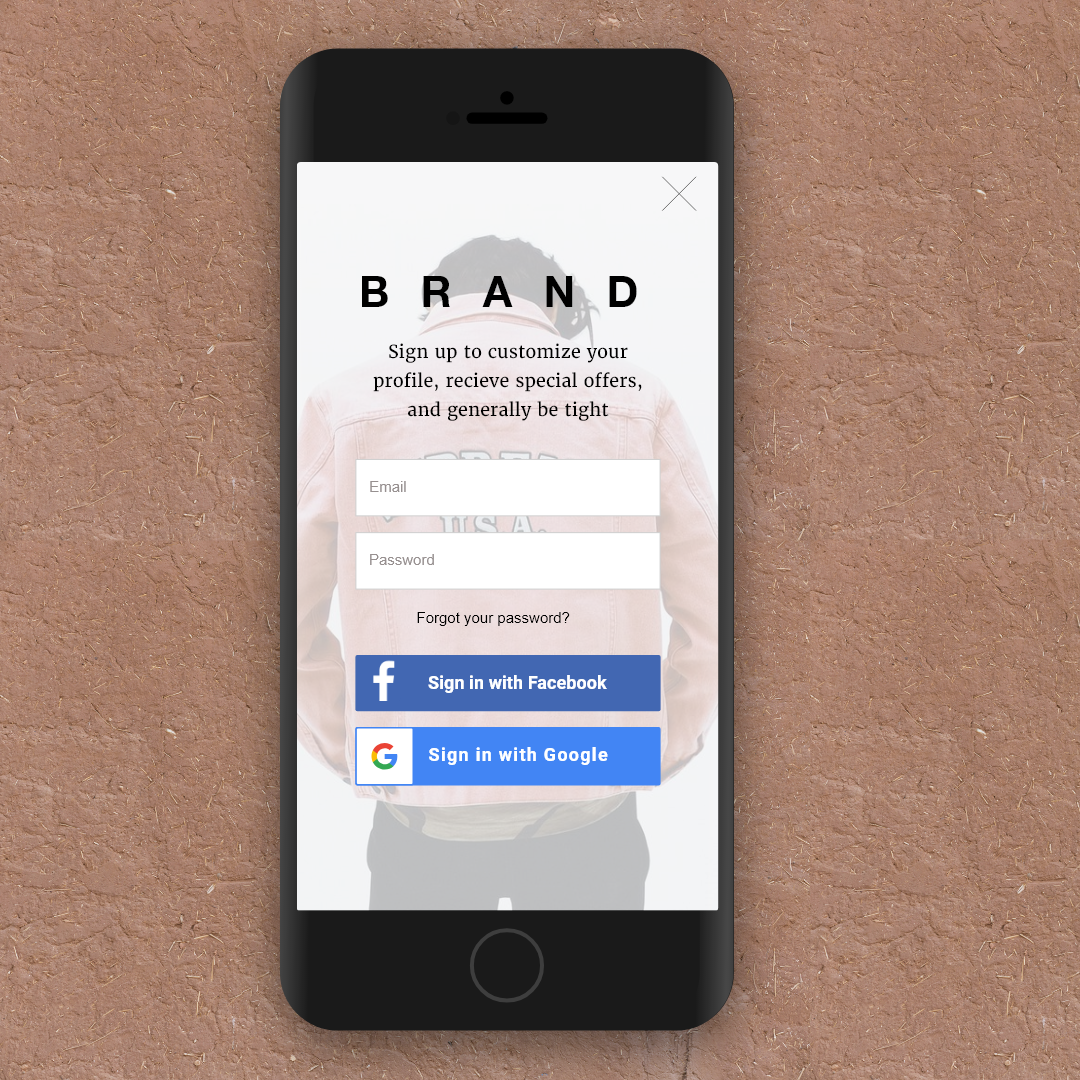 B R A N D
Sign up to customize your
profile, recieve special offers,
and generally be tight
Email
U.S.A.
Password
Forgot your password?
Sign in with Facebook
Sign in with Google